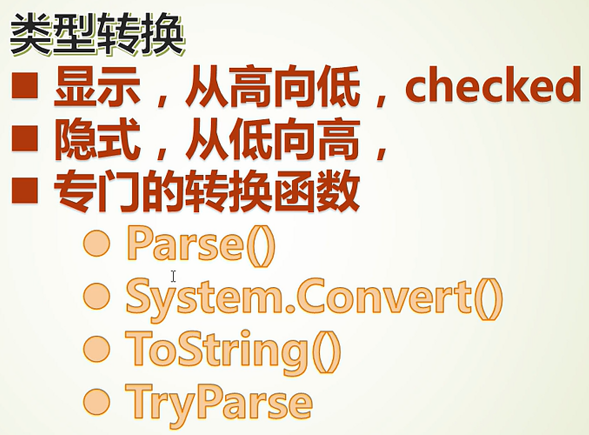 类型转换
显示，从高向低，checked
隐式，从低向高，
专门的转换函数
Parse()
System.Convert()
ToString()
TryParse